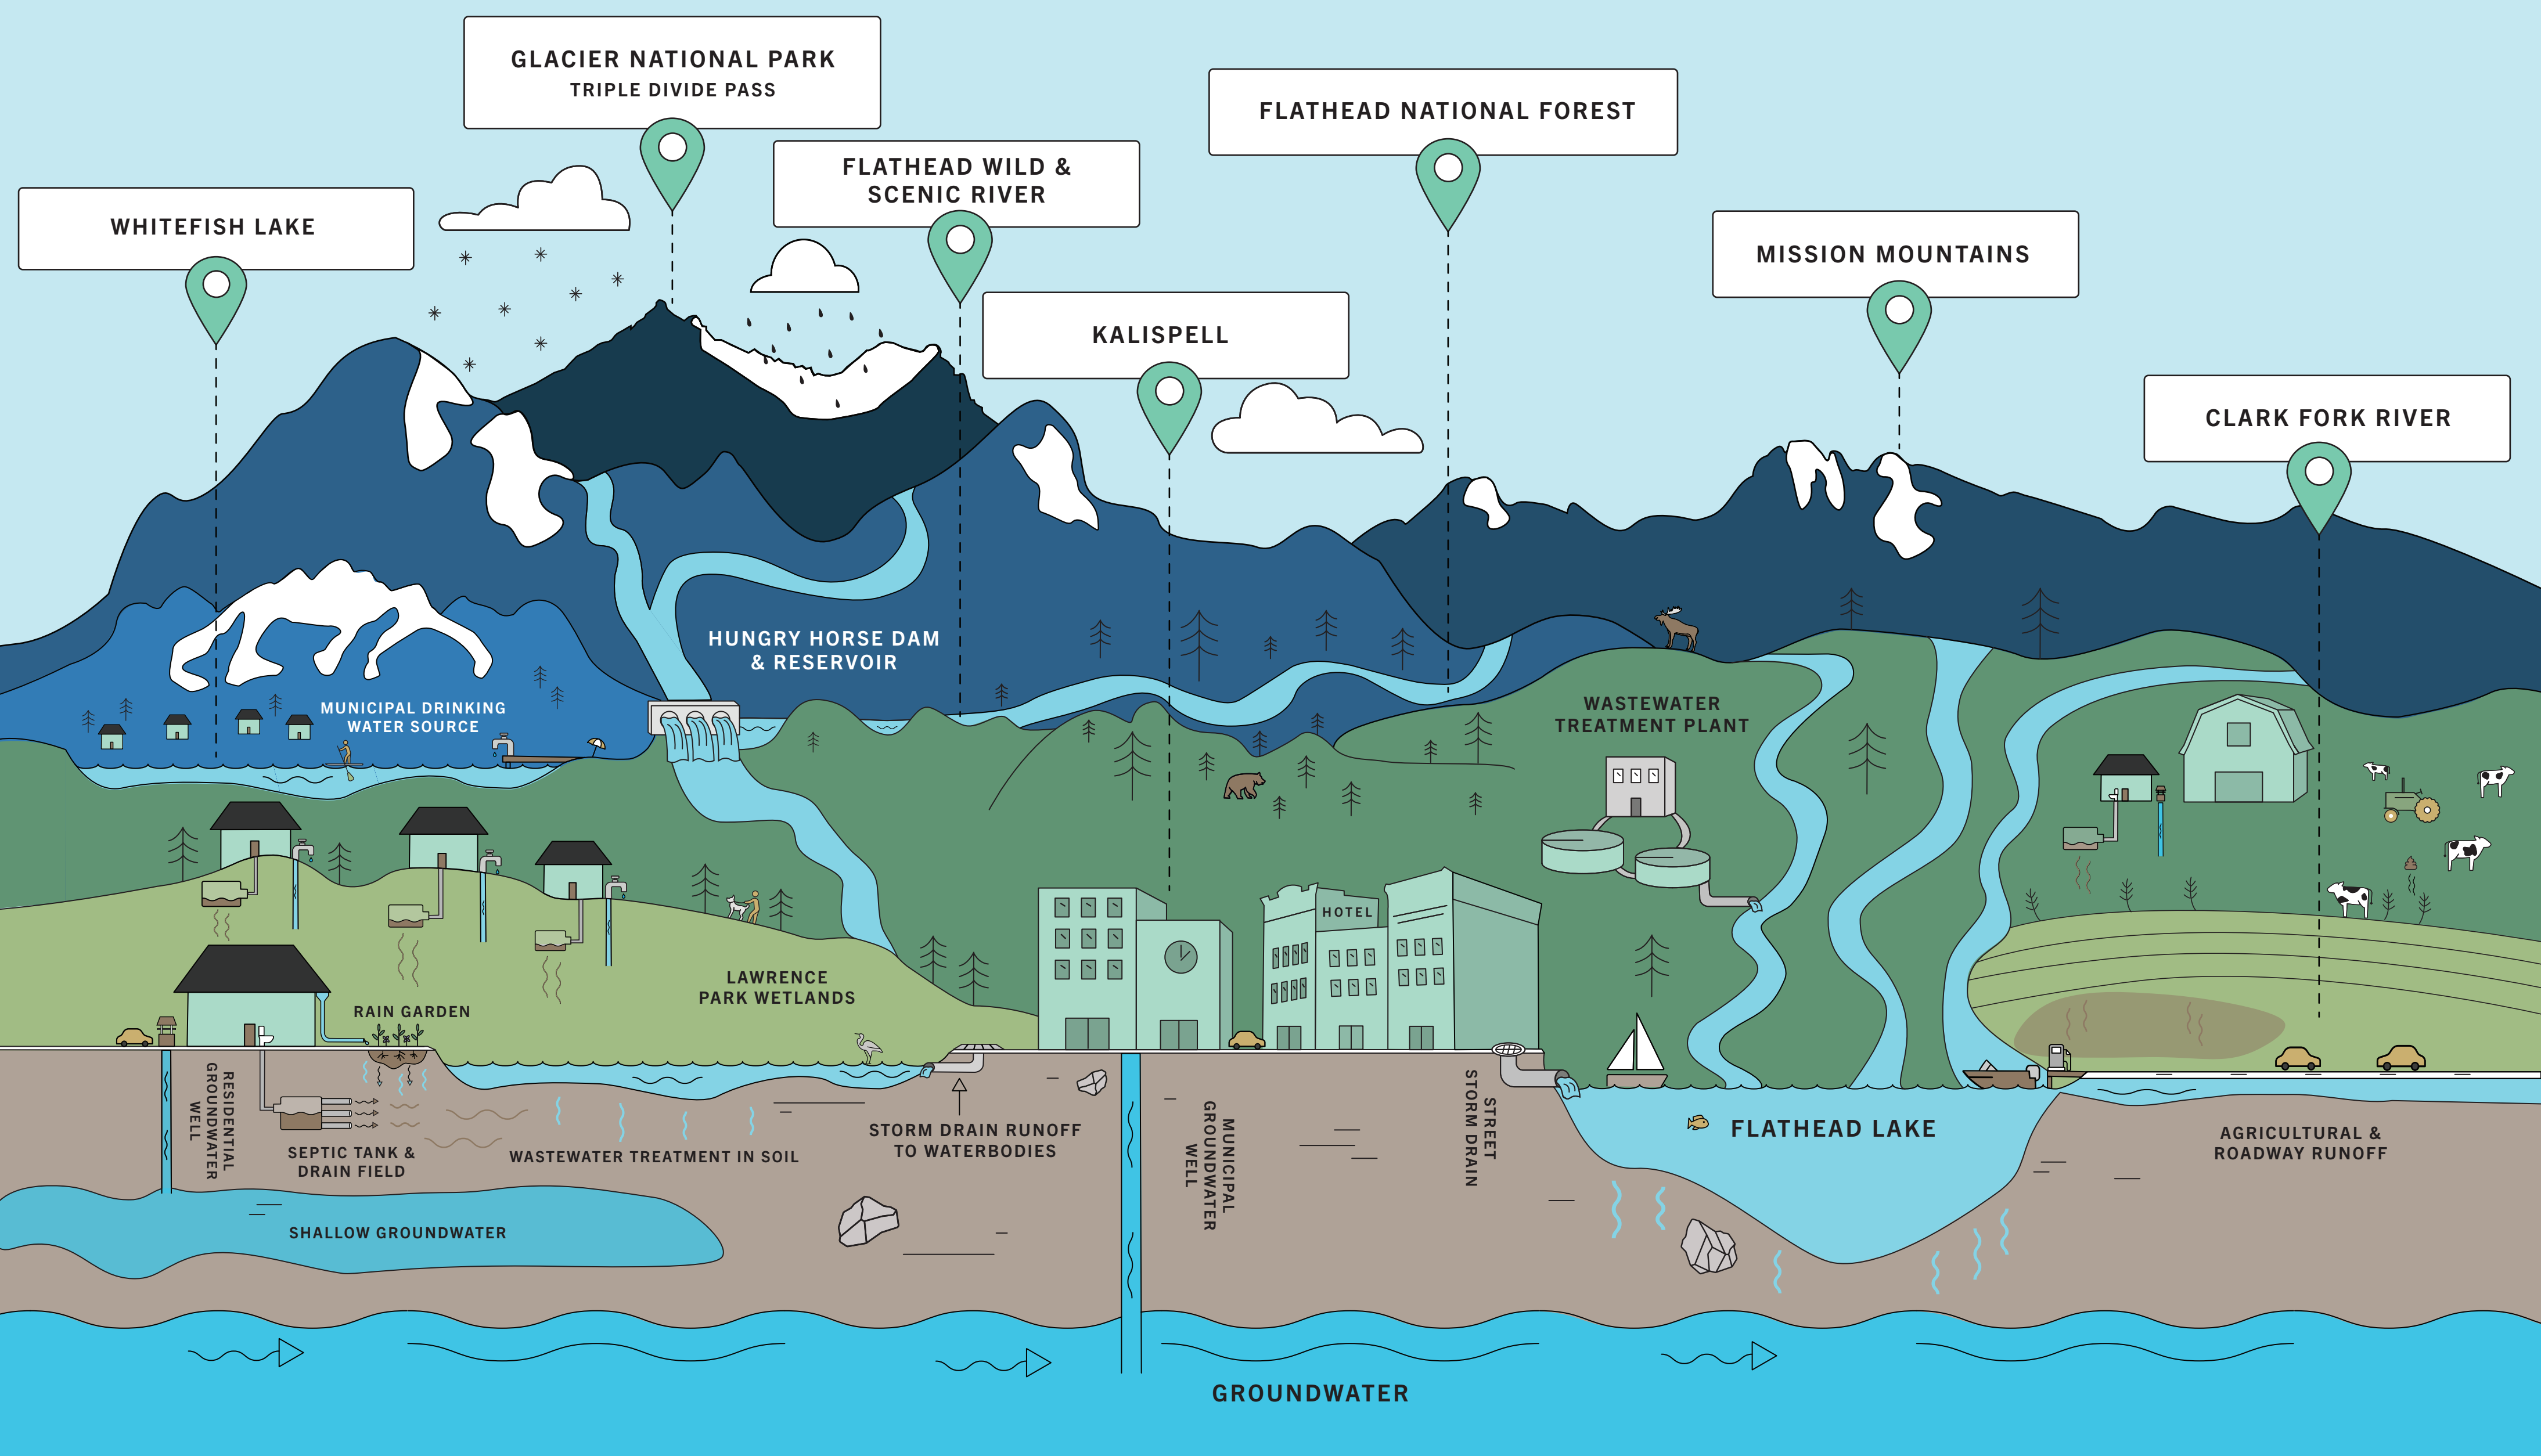 GLACIER NATIONAL PARK
TRIPLE DIVIDE PASS
FLATHEAD NATIONAL FOREST
FLATHEAD WILD &
SCENIC RIVER
WHITEFISH LAKE
MISSION MOUNTAINS
KALISPELL
CLARK FORK RIVER
HUNGRY HORSE DAM
& RESERVOIR
MUNICIPAL DRINKING
WATER SOURCE
WASTEWATER
TREATMENT PLANT
HOTEL
LAWRENCE
PARK WETLANDS
RAIN GARDEN
RESIDENTIAL
GROUNDWATER
WELL
SEPTIC TANK &
DRAIN FIELD
WASTEWATER TREATMENT IN SOIL
STORM DRAIN RUNOFF
TO WATERBODIES
MUNICIPAL
GROUNDWATER
WELL
STREET
STORM DRAIN
FLATHEAD LAKE
AGRICULTURAL &
ROADWAY RUNOFF
SHALLOW GROUNDWATER
GROUNDWATER